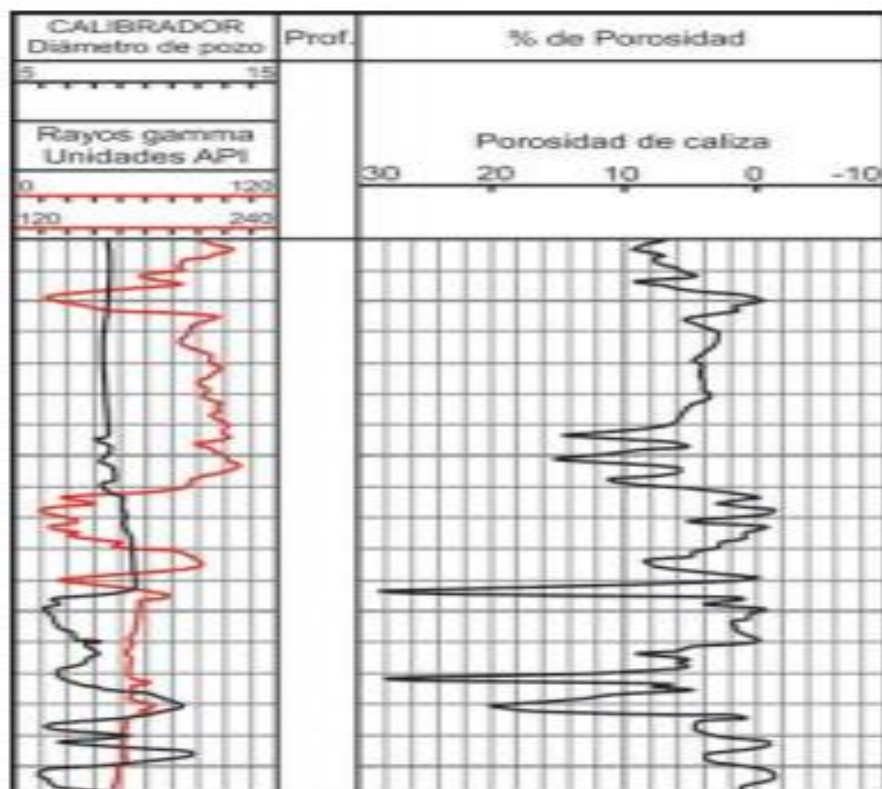 CALIBRADOR
Diámetro de pozo
5 15
Rayos gamma
Unidades API
0 120
120 240
Prof.
% de Porosidad
Porosidad de caliza
30 20 10 0 -10